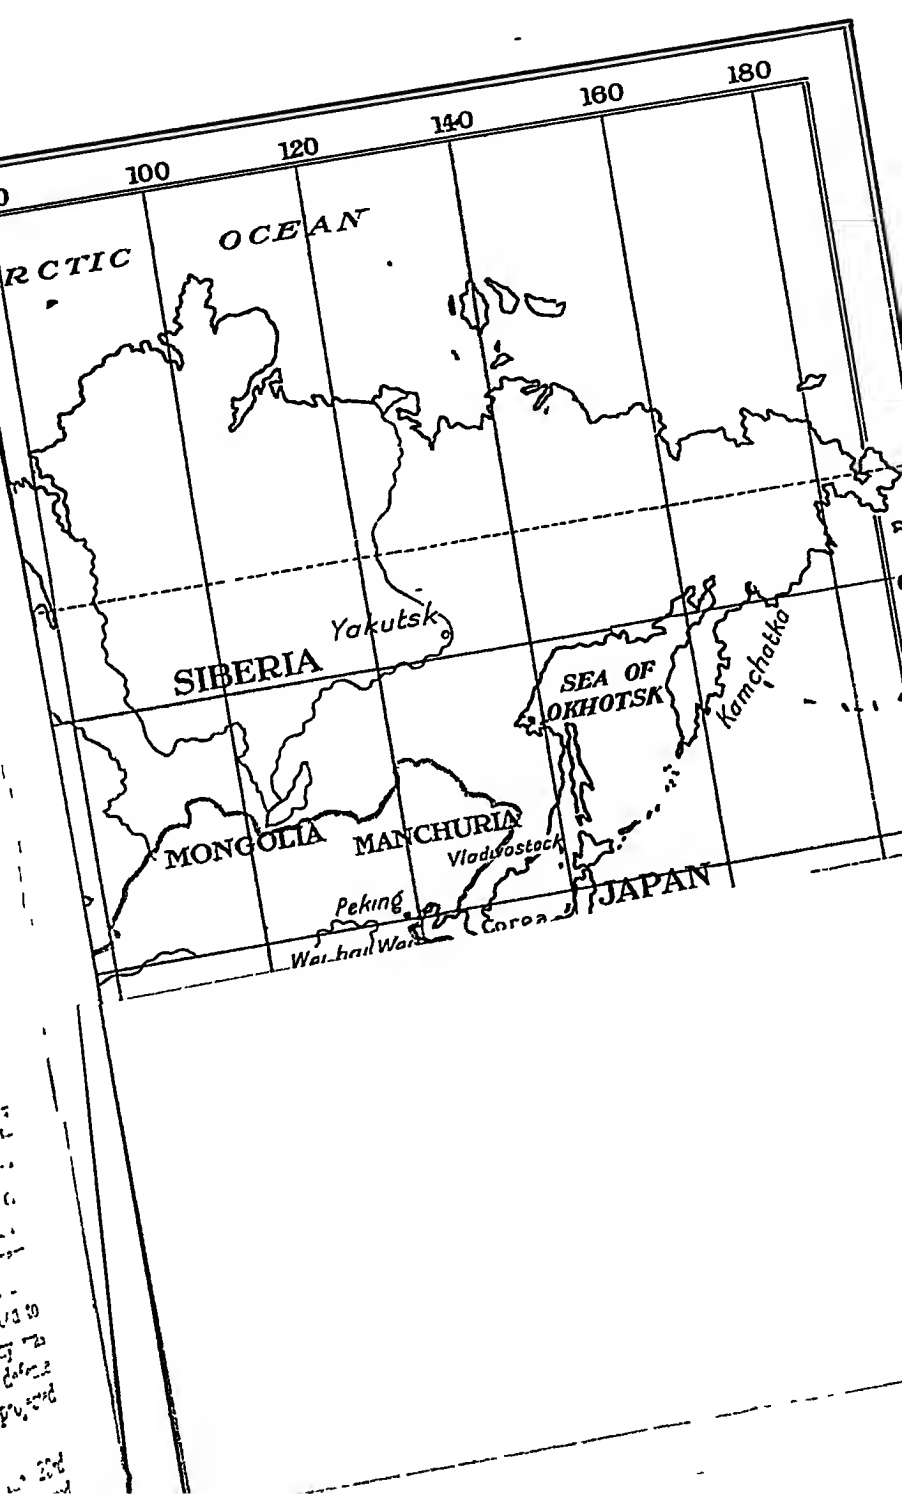 100 120 140 160 180
RCTIC OCEAN
Yakutsk
SIBERIA
SEA OF
OKHOTSK
Kamchatka
MONGOLIA MANCHURIA
Vladivostock
JAPAN
Peking
Corea
Wei-hai Wei